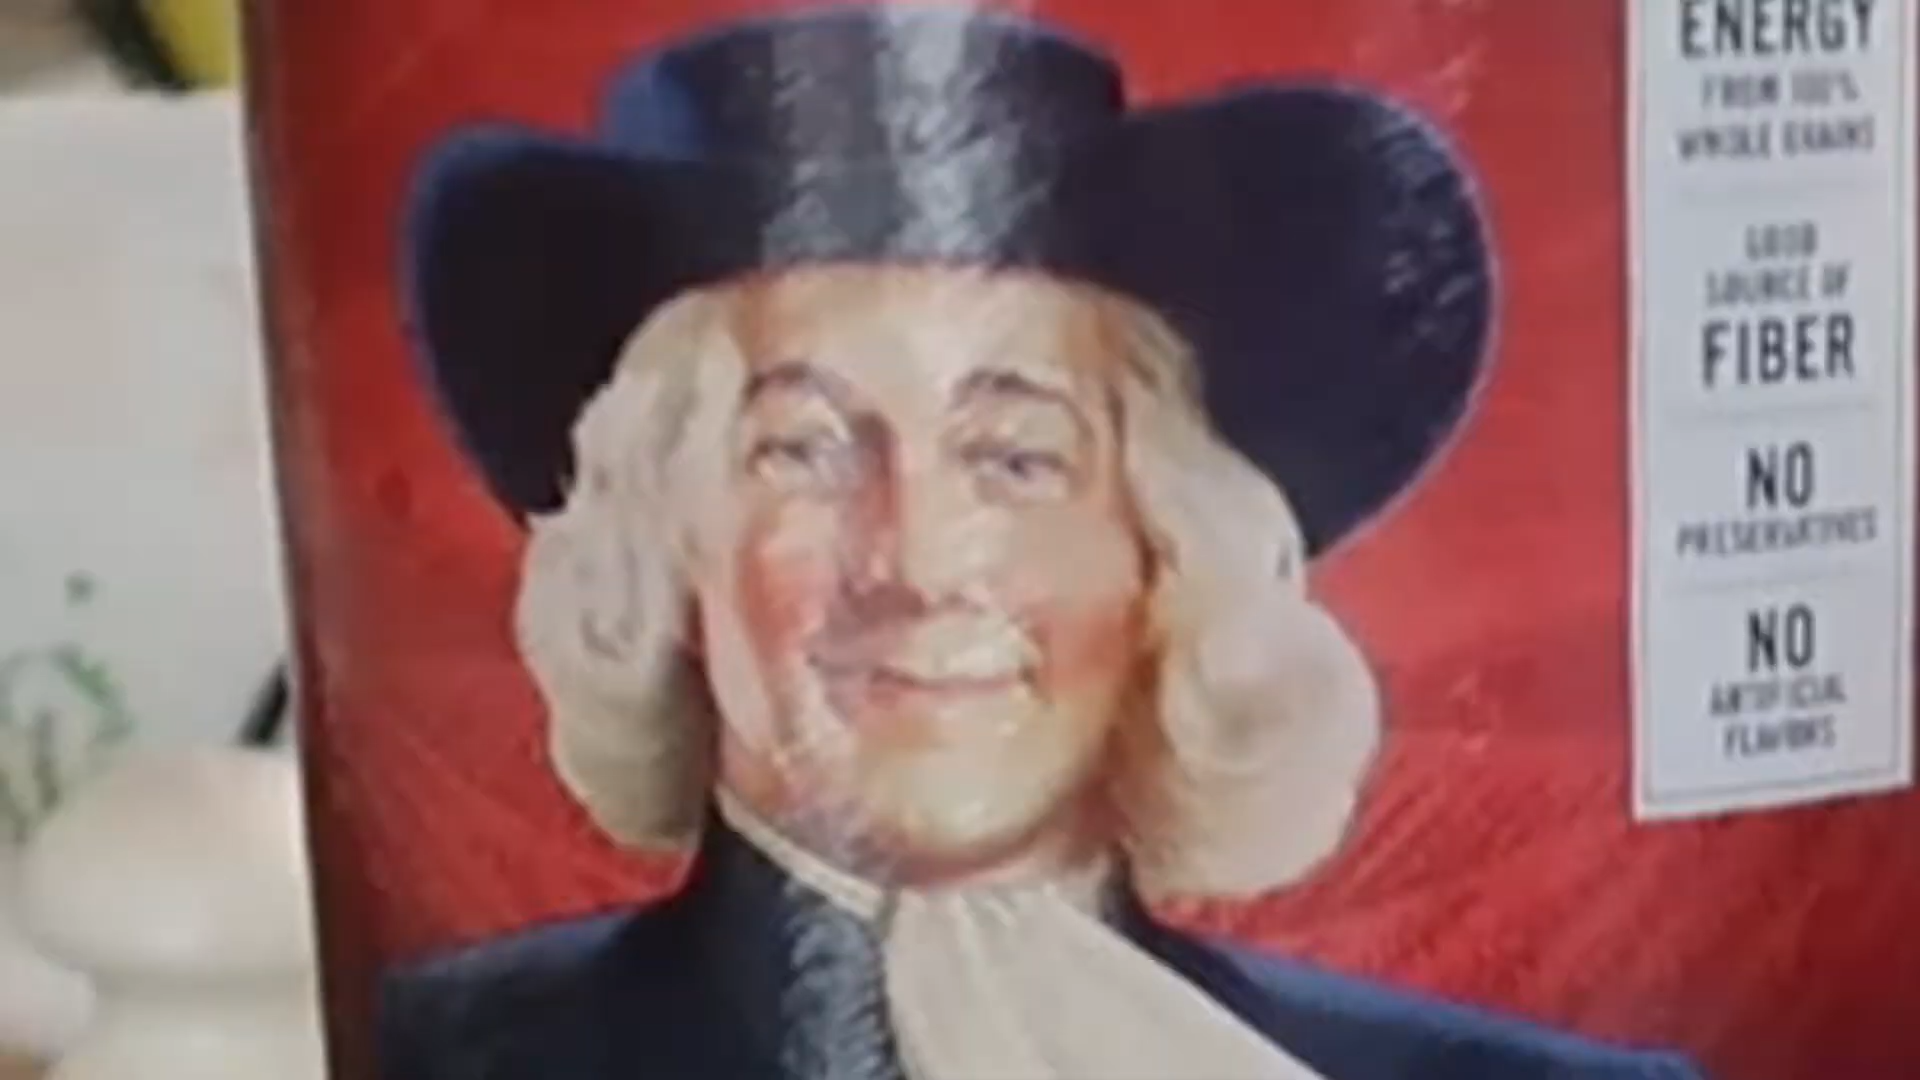 ENERGY
FROM 100%
WHOLE GRAINS
GOOD
SOURCE OF
FIBER
NO
PRESERVATIVES
NO
ARTIFICIAL
FLAVORS